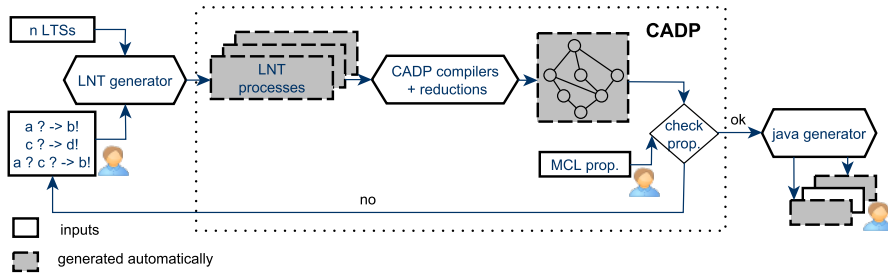 n LTSs
CADP
LNT generator
LNT
processes
CADP compilers
+ reductions
a ? -> b!
c ? -> d!
a ? c ? -> b!
check
prop.
ok
java generator
MCL prop.
no
inputs
generated automatically